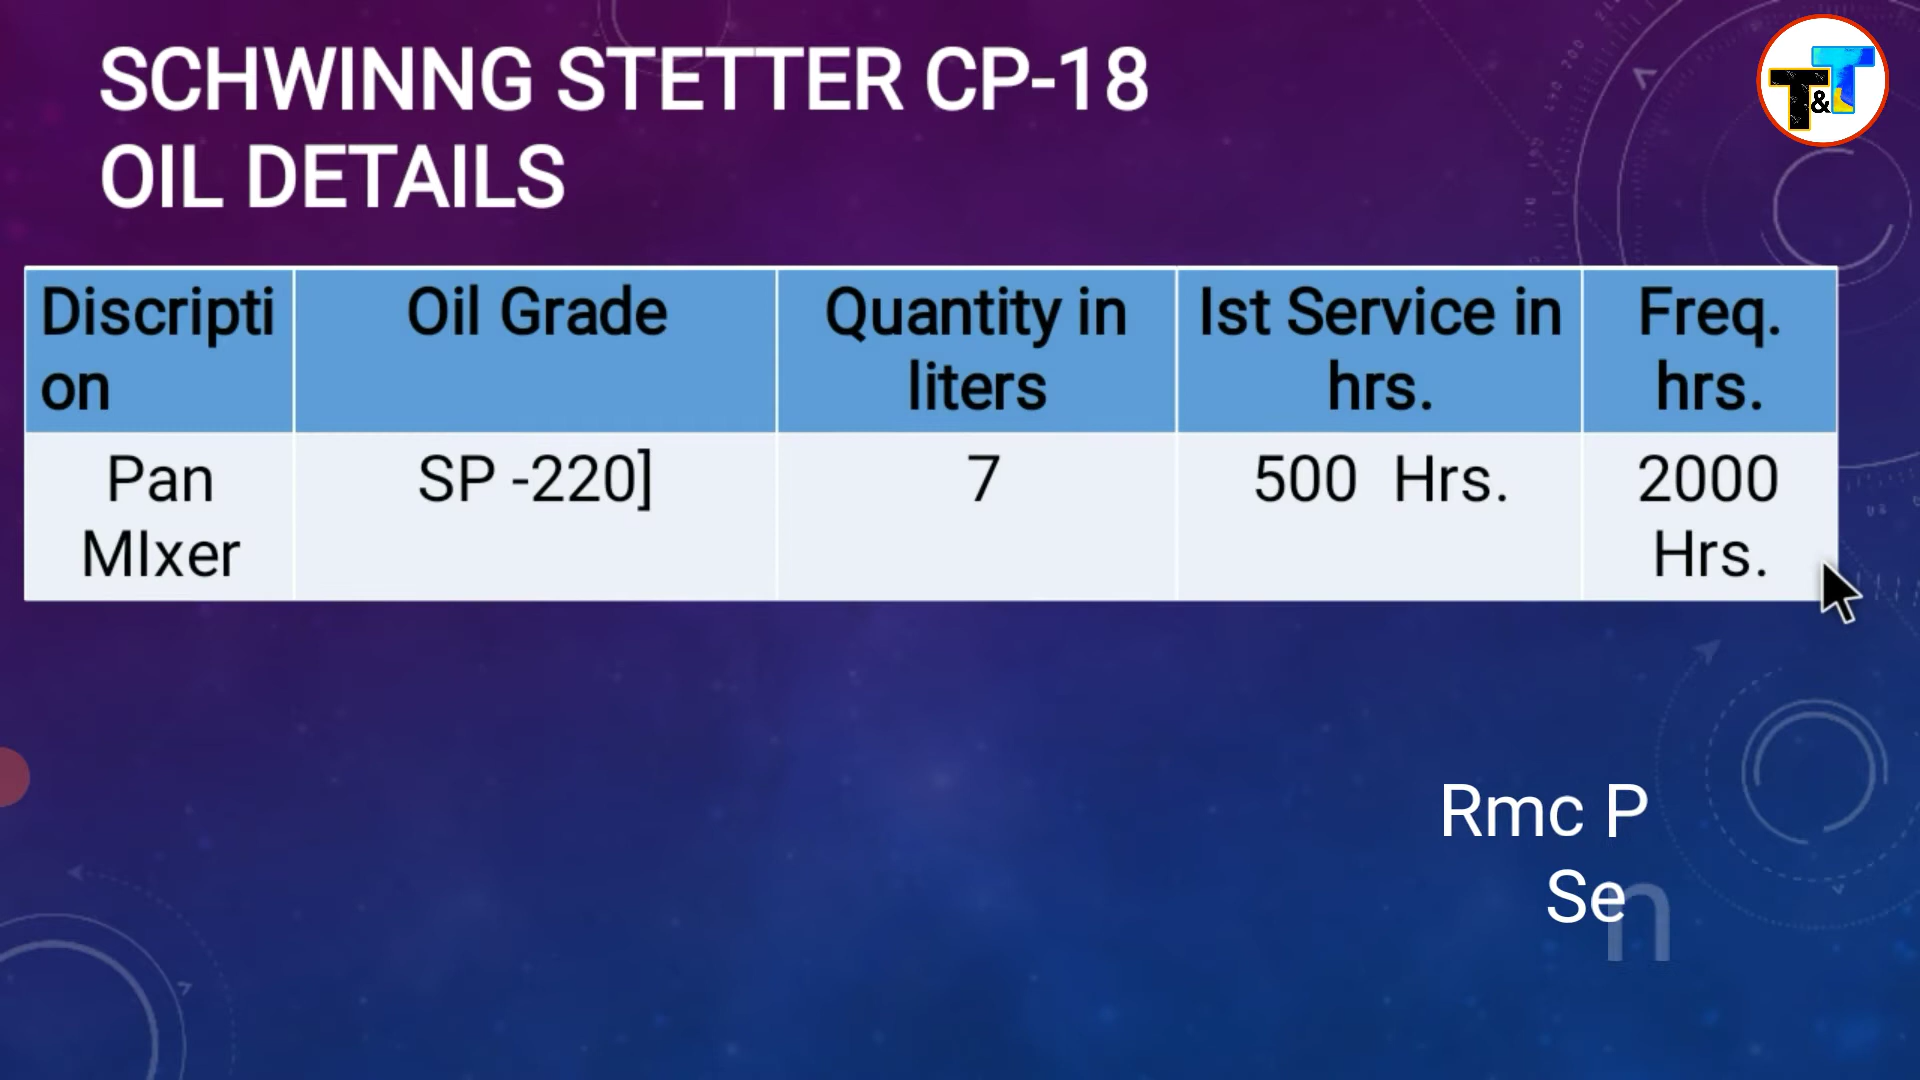 SCHWINNG STETTER CP-18
OIL DETAILS
T&T
Discripti
on
Oil Grade
Quantity in
liters
Ist Service in
hrs.
Freq.
hrs.
Pan
MIxer
SP -220]
7
500 Hrs.
2000
Hrs.
Rmc P
Sen